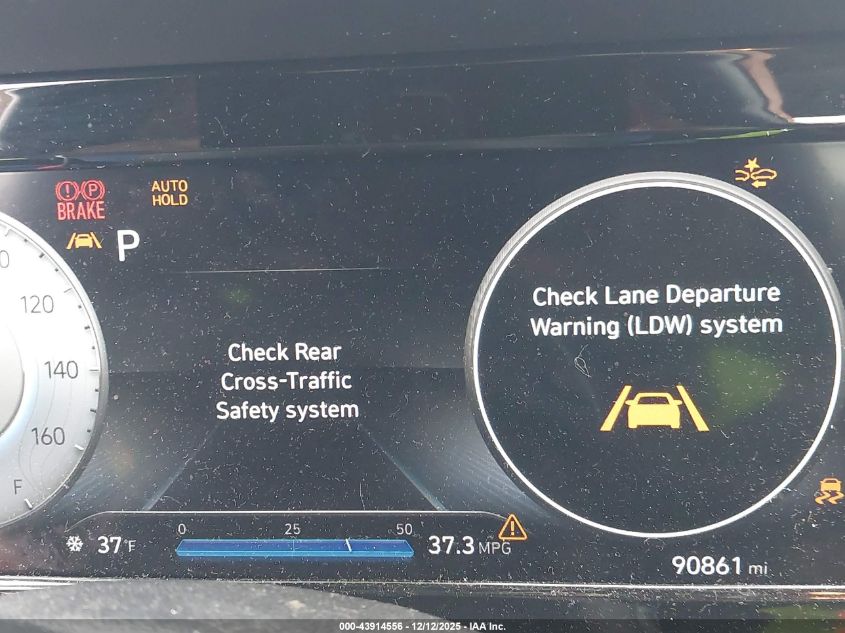 BRAKE
AUTO
HOLD
P
120
140
160
F
Check Rear
Cross-Traffic
Safety system
Check Lane Departure
Warning (LDW) system
0
25
50
37°F
37.3 MPG
90861 mi
000-43914556 - 12/12/2025 - IAA Inc.